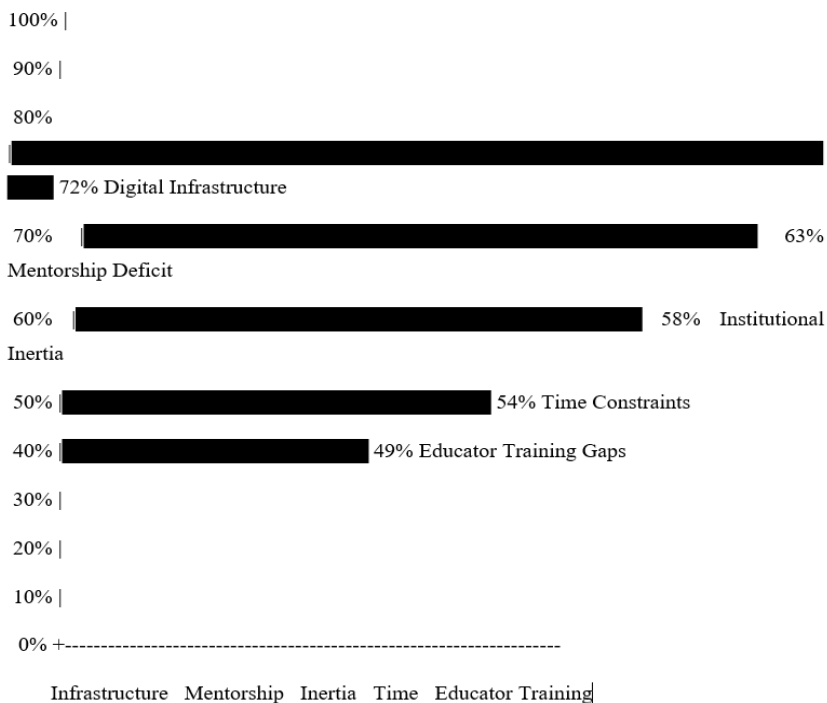 100% |
90% |
80%
|
72% Digital Infrastructure
70% | 63%
Mentorship Deficit
60% | 58% Institutional
Inertia
50% | 54% Time Constraints
40% | 49% Educator Training Gaps
30% |
20% |
10% |
0% +---------------------------------------------------------------------
Infrastructure Mentorship Inertia Time Educator Training